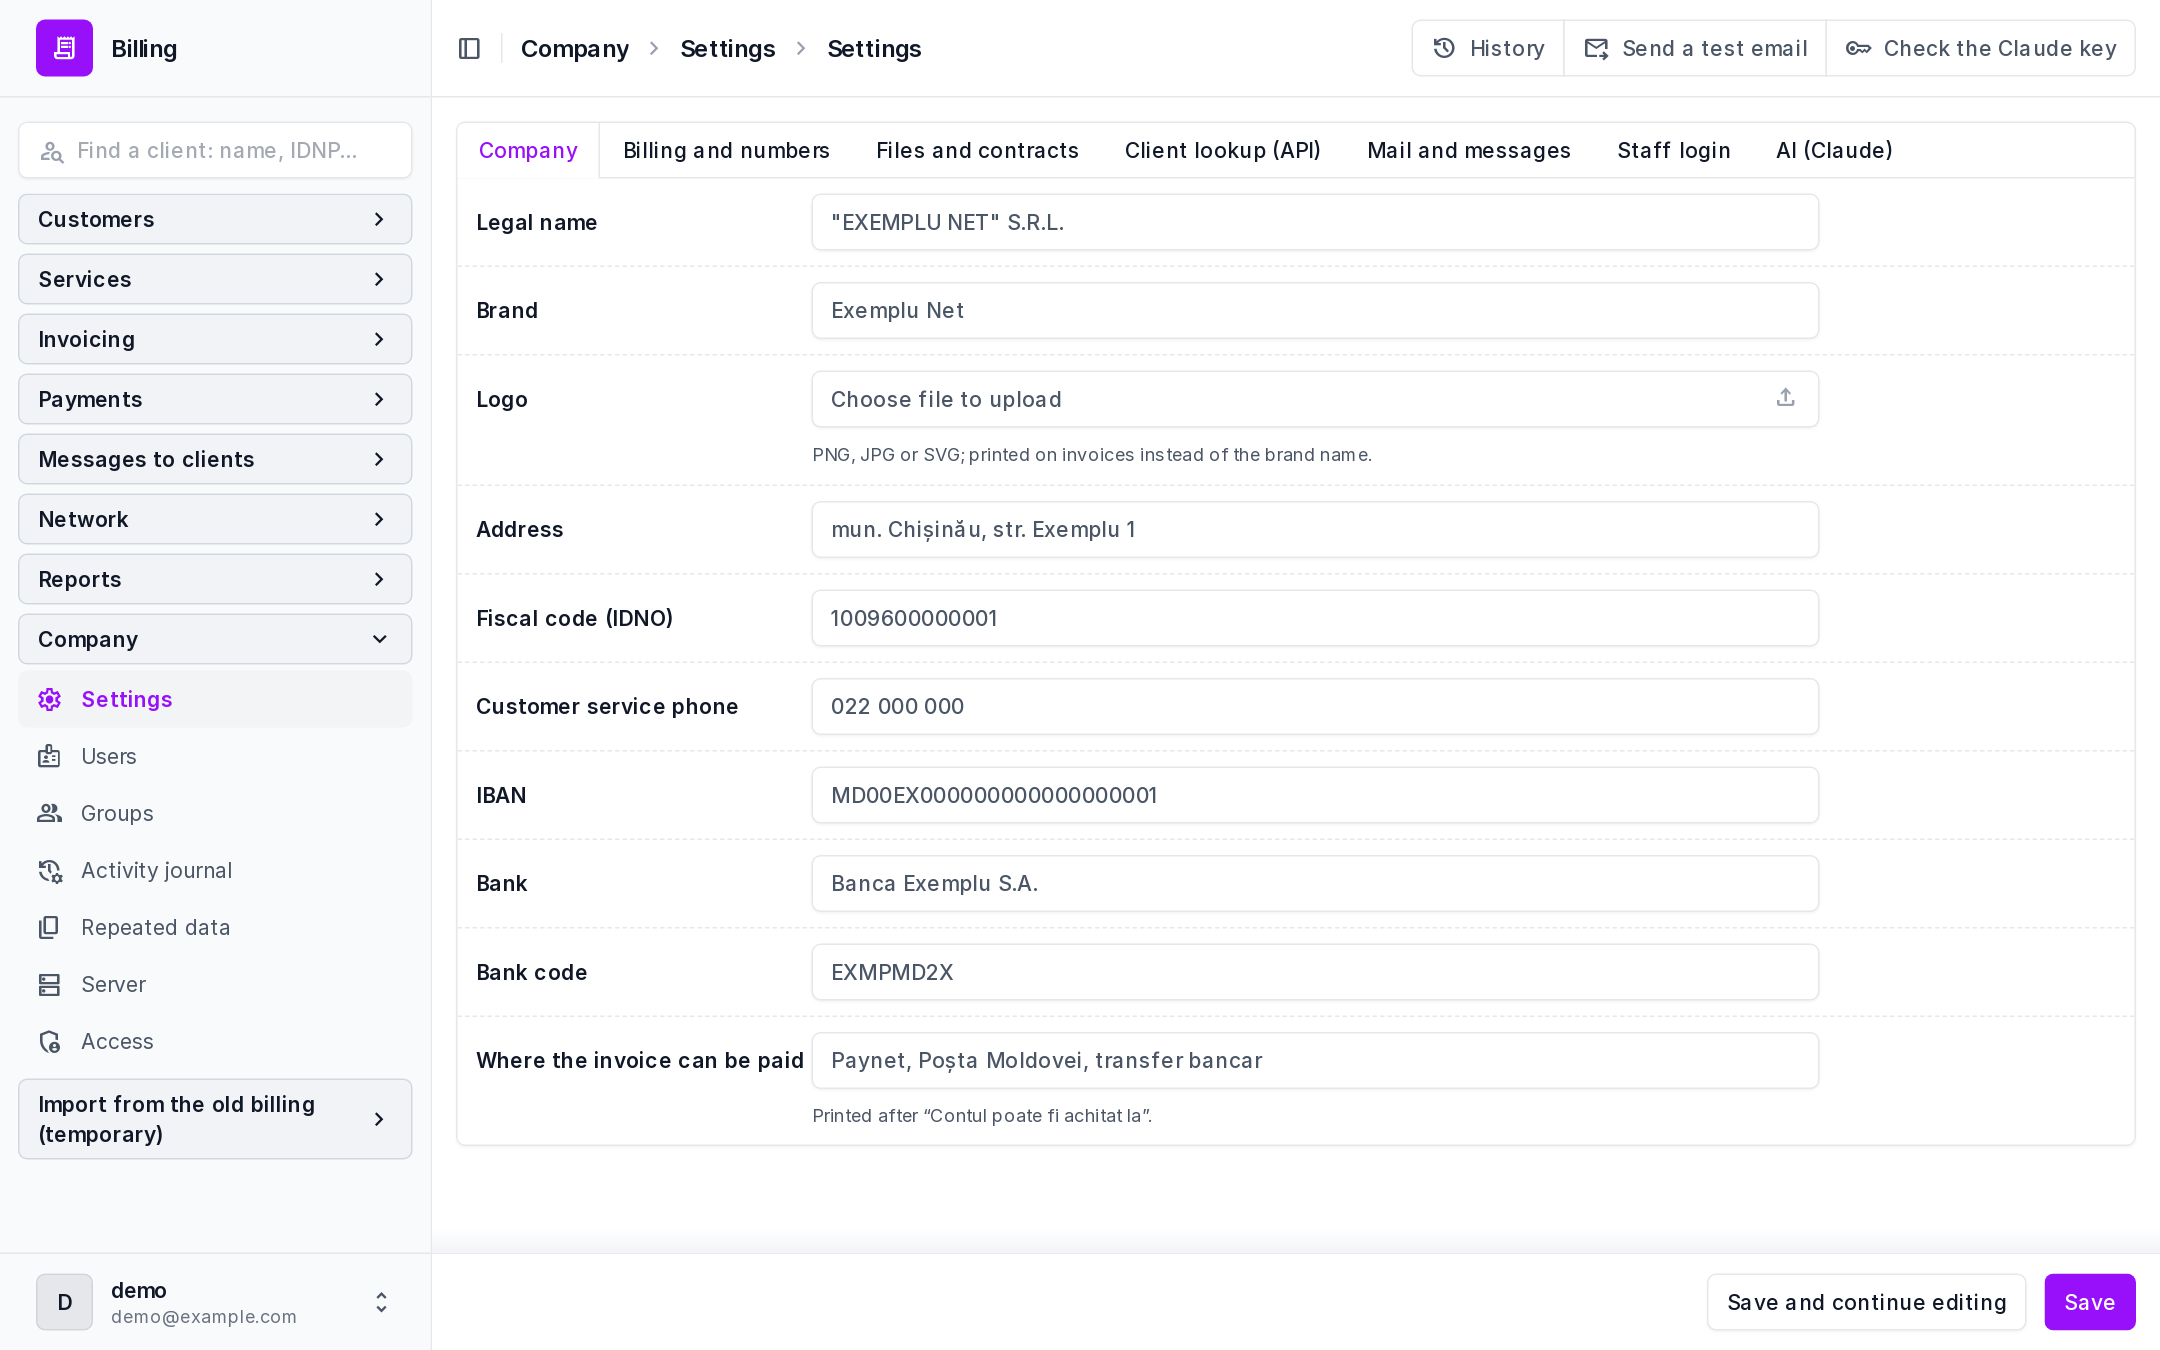 Billing
Company
Settings
Settings
History
Send a test email
Check the Claude key
Find a client: name, IDNP...
Customers
Services
Invoicing
Payments
Messages to clients
Network
Reports
Company
Settings
Users
Groups
Activity journal
Repeated data
Server
Access
Import from the old billing
(temporary)
D
demo
demo@example.com
Company
Billing and numbers
Files and contracts
Client lookup (API)
Mail and messages
Staff login
AI (Claude)
Legal name
"EXEMPLU NET" S.R.L.
Brand
Exemplu Net
Logo
Choose file to upload
PNG, JPG or SVG; printed on invoices instead of the brand name.
Address
mun. Chișinău, str. Exemplu 1
Fiscal code (IDNO)
1009600000001
Customer service phone
022 000 000
IBAN
MD00EX000000000000000001
Bank
Banca Exemplu S.A.
Bank code
EXMPMD2X
Where the invoice can be paid
Paynet, Poșta Moldovei, transfer bancar
Printed after “Contul poate fi achitat la”.
Save and continue editing
Save